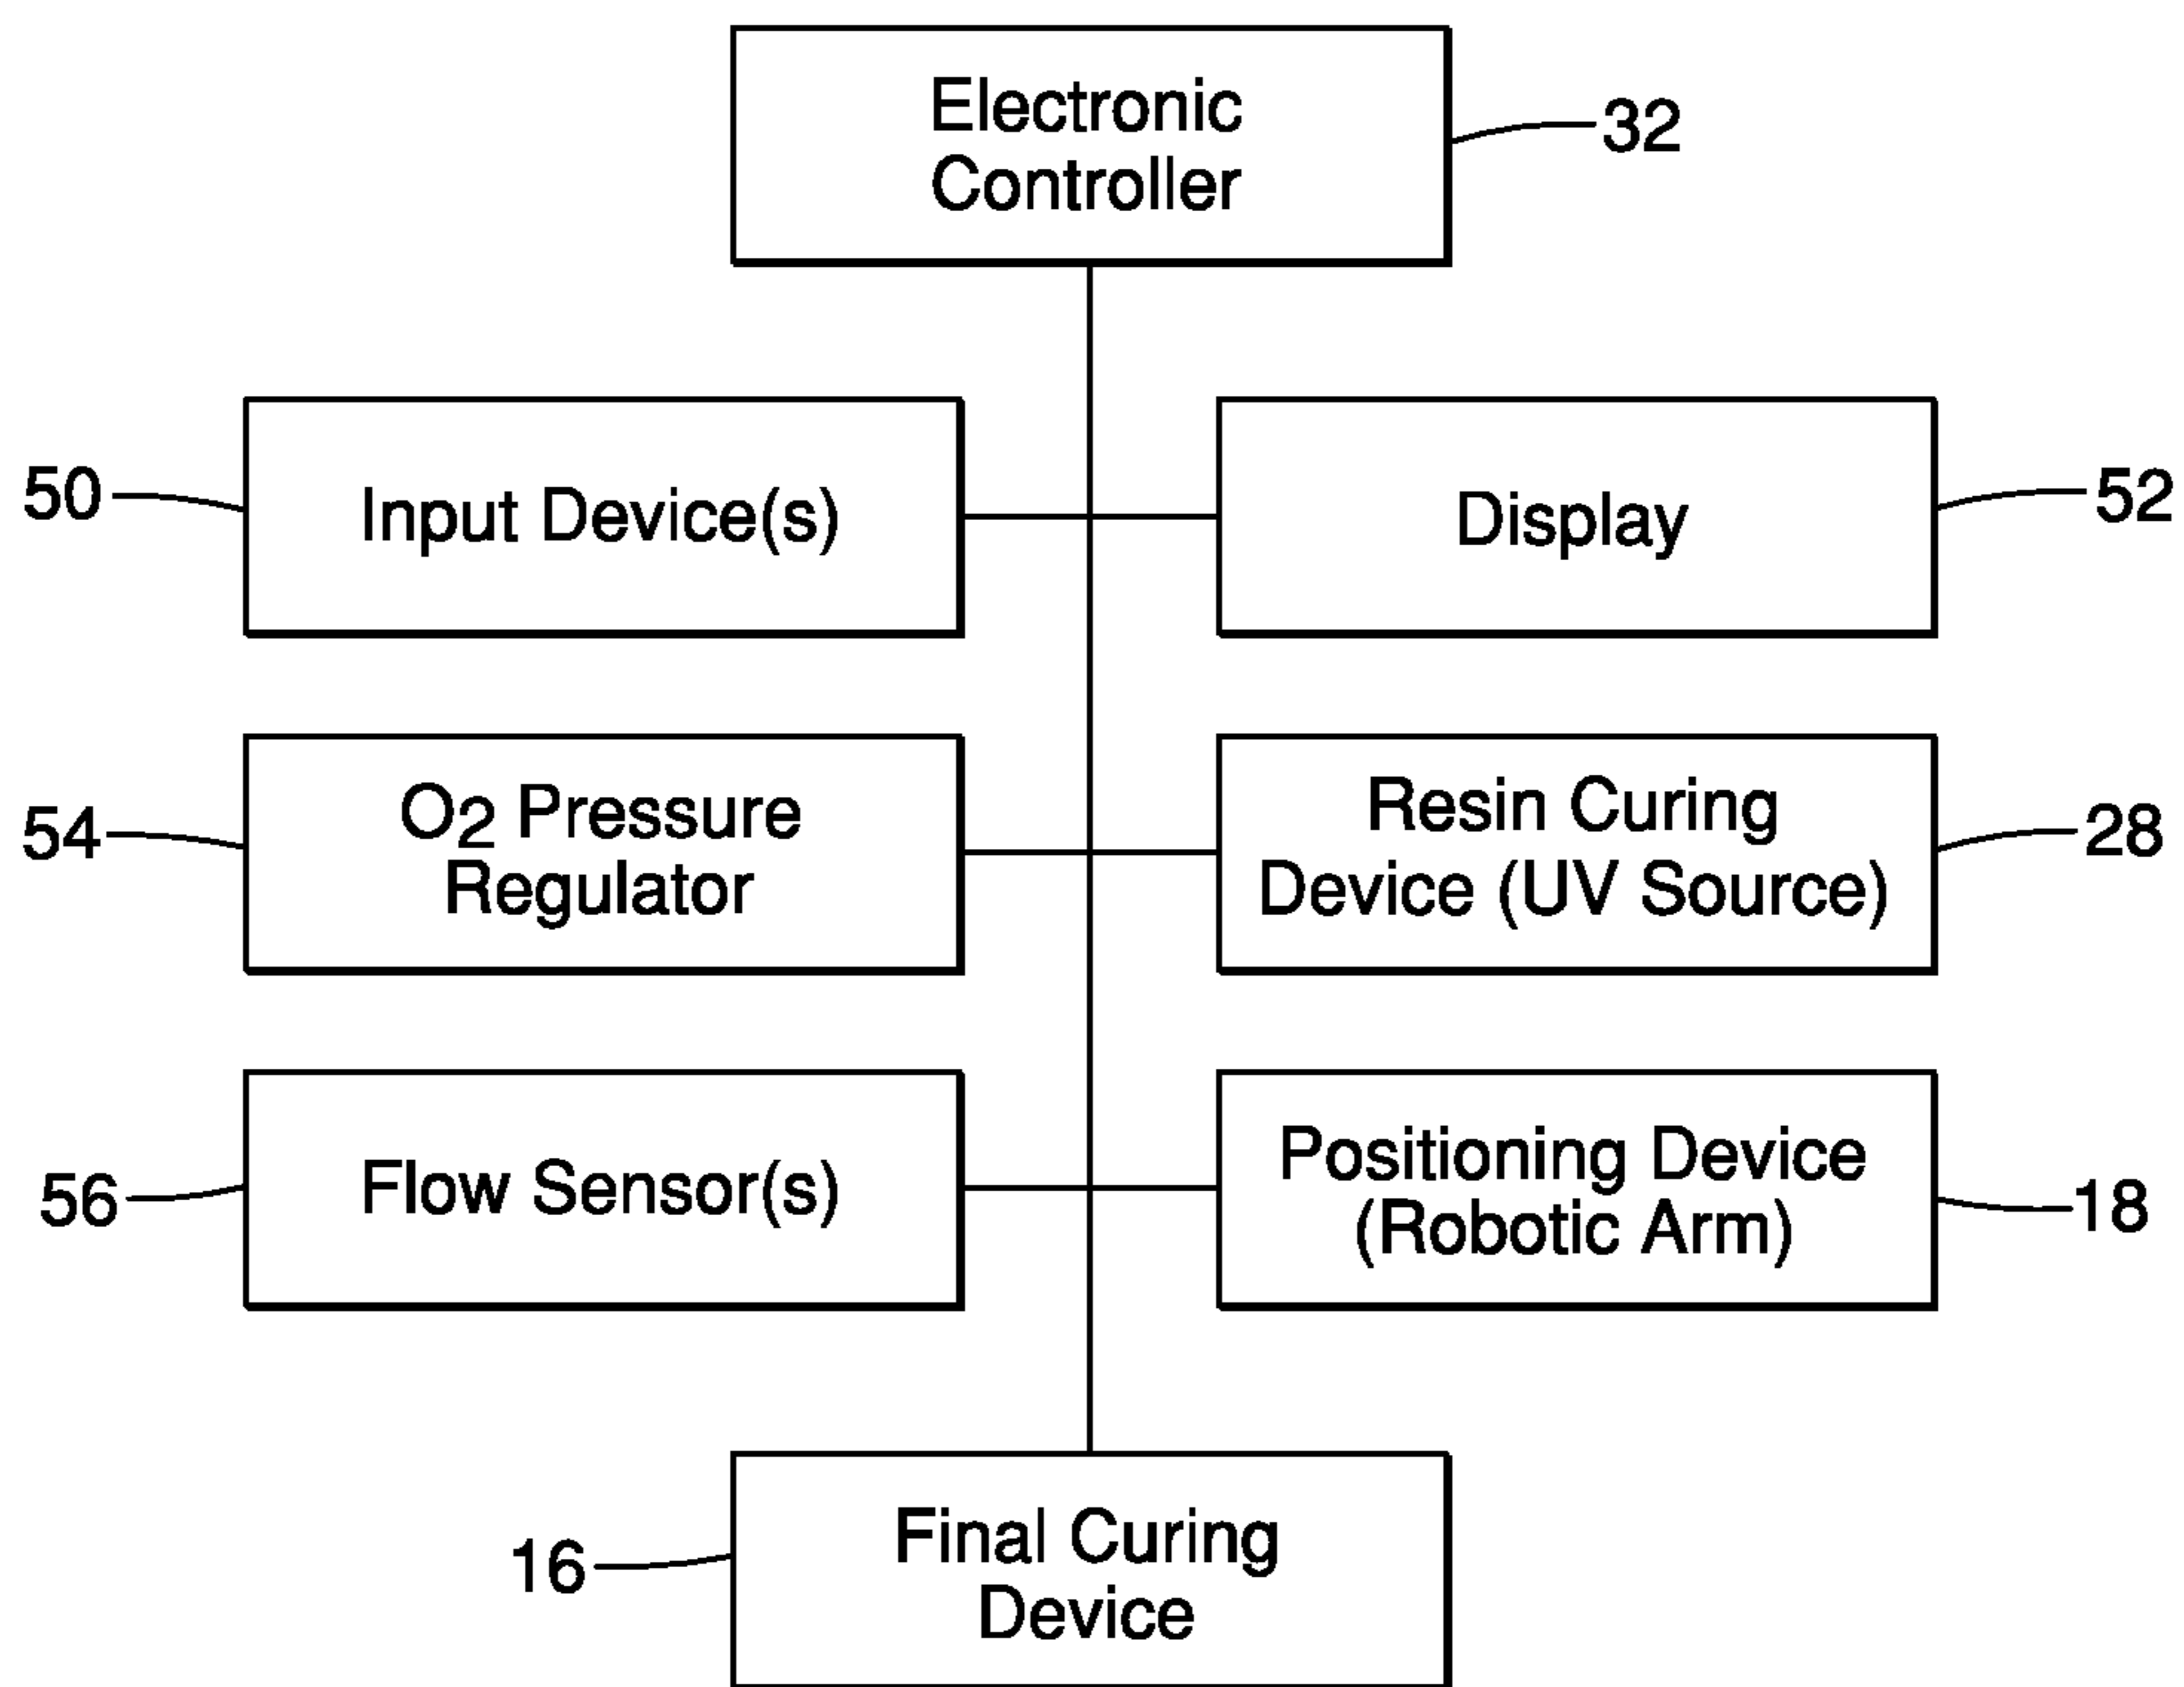 Electronic
Controller
32
50
Input Device(s)
Display
52
54
O2 Pressure
Regulator
Resin Curing
Device (UV Source)
28
56
Flow Sensor(s)
Positioning Device
(Robotic Arm)
18
16
Final Curing
Device